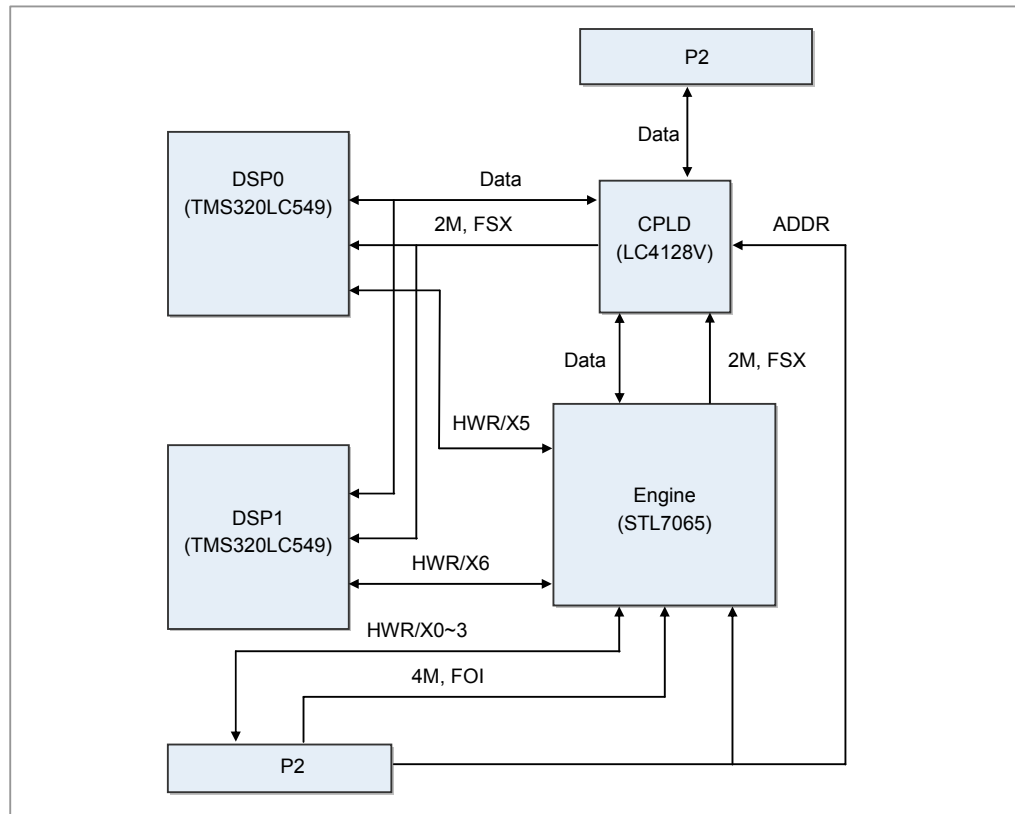 P2
Data
DSP0
(TMS320LC549)
Data
CPLD
(LC4128V)
2M, FSX
ADDR
Data
2M, FSX
HWR/X5
Engine
(STL7065)
DSP1
(TMS320LC549)
HWR/X6
HWR/X0~3
4M, FOI
P2